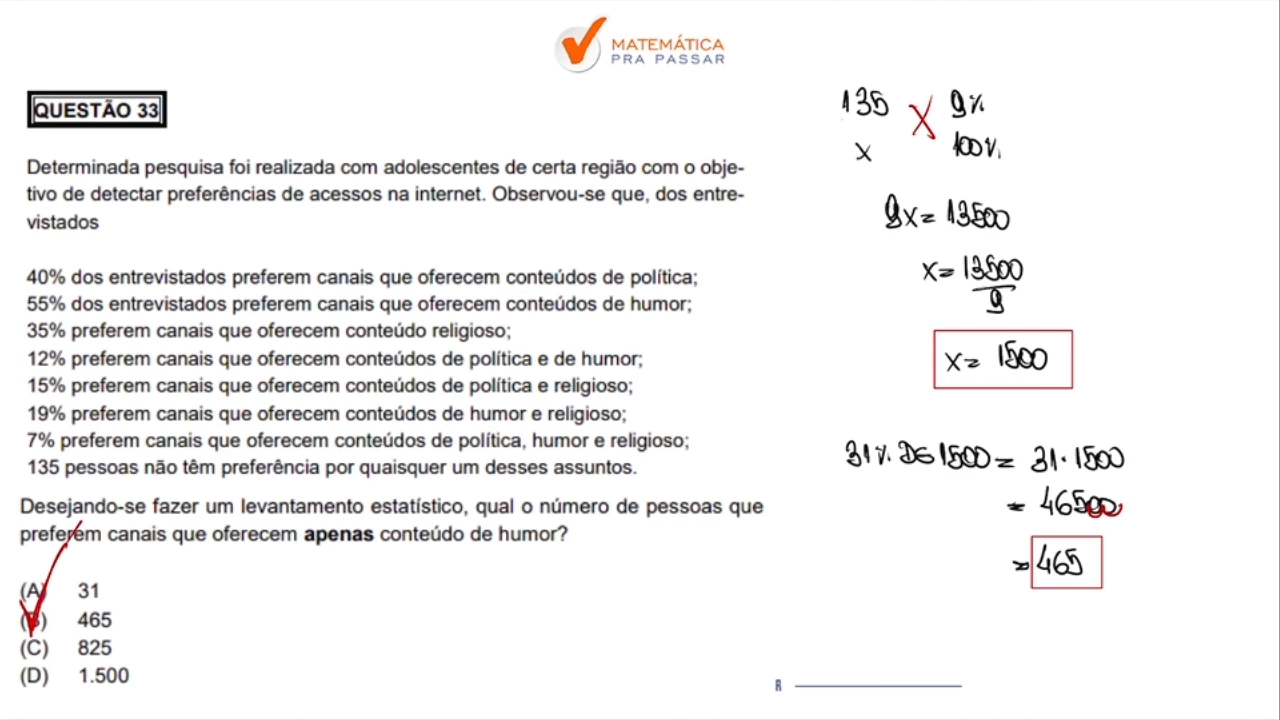 MATEMÁTICA
PRA PASSAR
QUESTÃO 33
Determinada pesquisa foi realizada com adolescentes de certa região com o obje-
tivo de detectar preferências de acessos na internet. Observou-se que, dos entre-
vistados
40% dos entrevistados preferem canais que oferecem conteúdos de política;
55% dos entrevistados preferem canais que oferecem conteúdos de humor;
35% preferem canais que oferecem conteúdo religioso;
12% preferem canais que oferecem conteúdos de política e de humor;
15% preferem canais que oferecem conteúdos de política e religioso;
19% preferem canais que oferecem conteúdos de humor e religioso;
7% preferem canais que oferecem conteúdos de política, humor e religioso;
135 pessoas não têm preferência por quaisquer um desses assuntos.
Desejando-se fazer um levantamento estatístico, qual o número de pessoas que
preferem canais que oferecem apenas conteúdo de humor?
(A) 31
(B) 465
(C) 825
(D) 1.500
135 X 9%
x 100%
9x = 13500
x = 13500
9
x = 1500
31% DE 1500 = 31 · 1500
= 46500
= 465
R